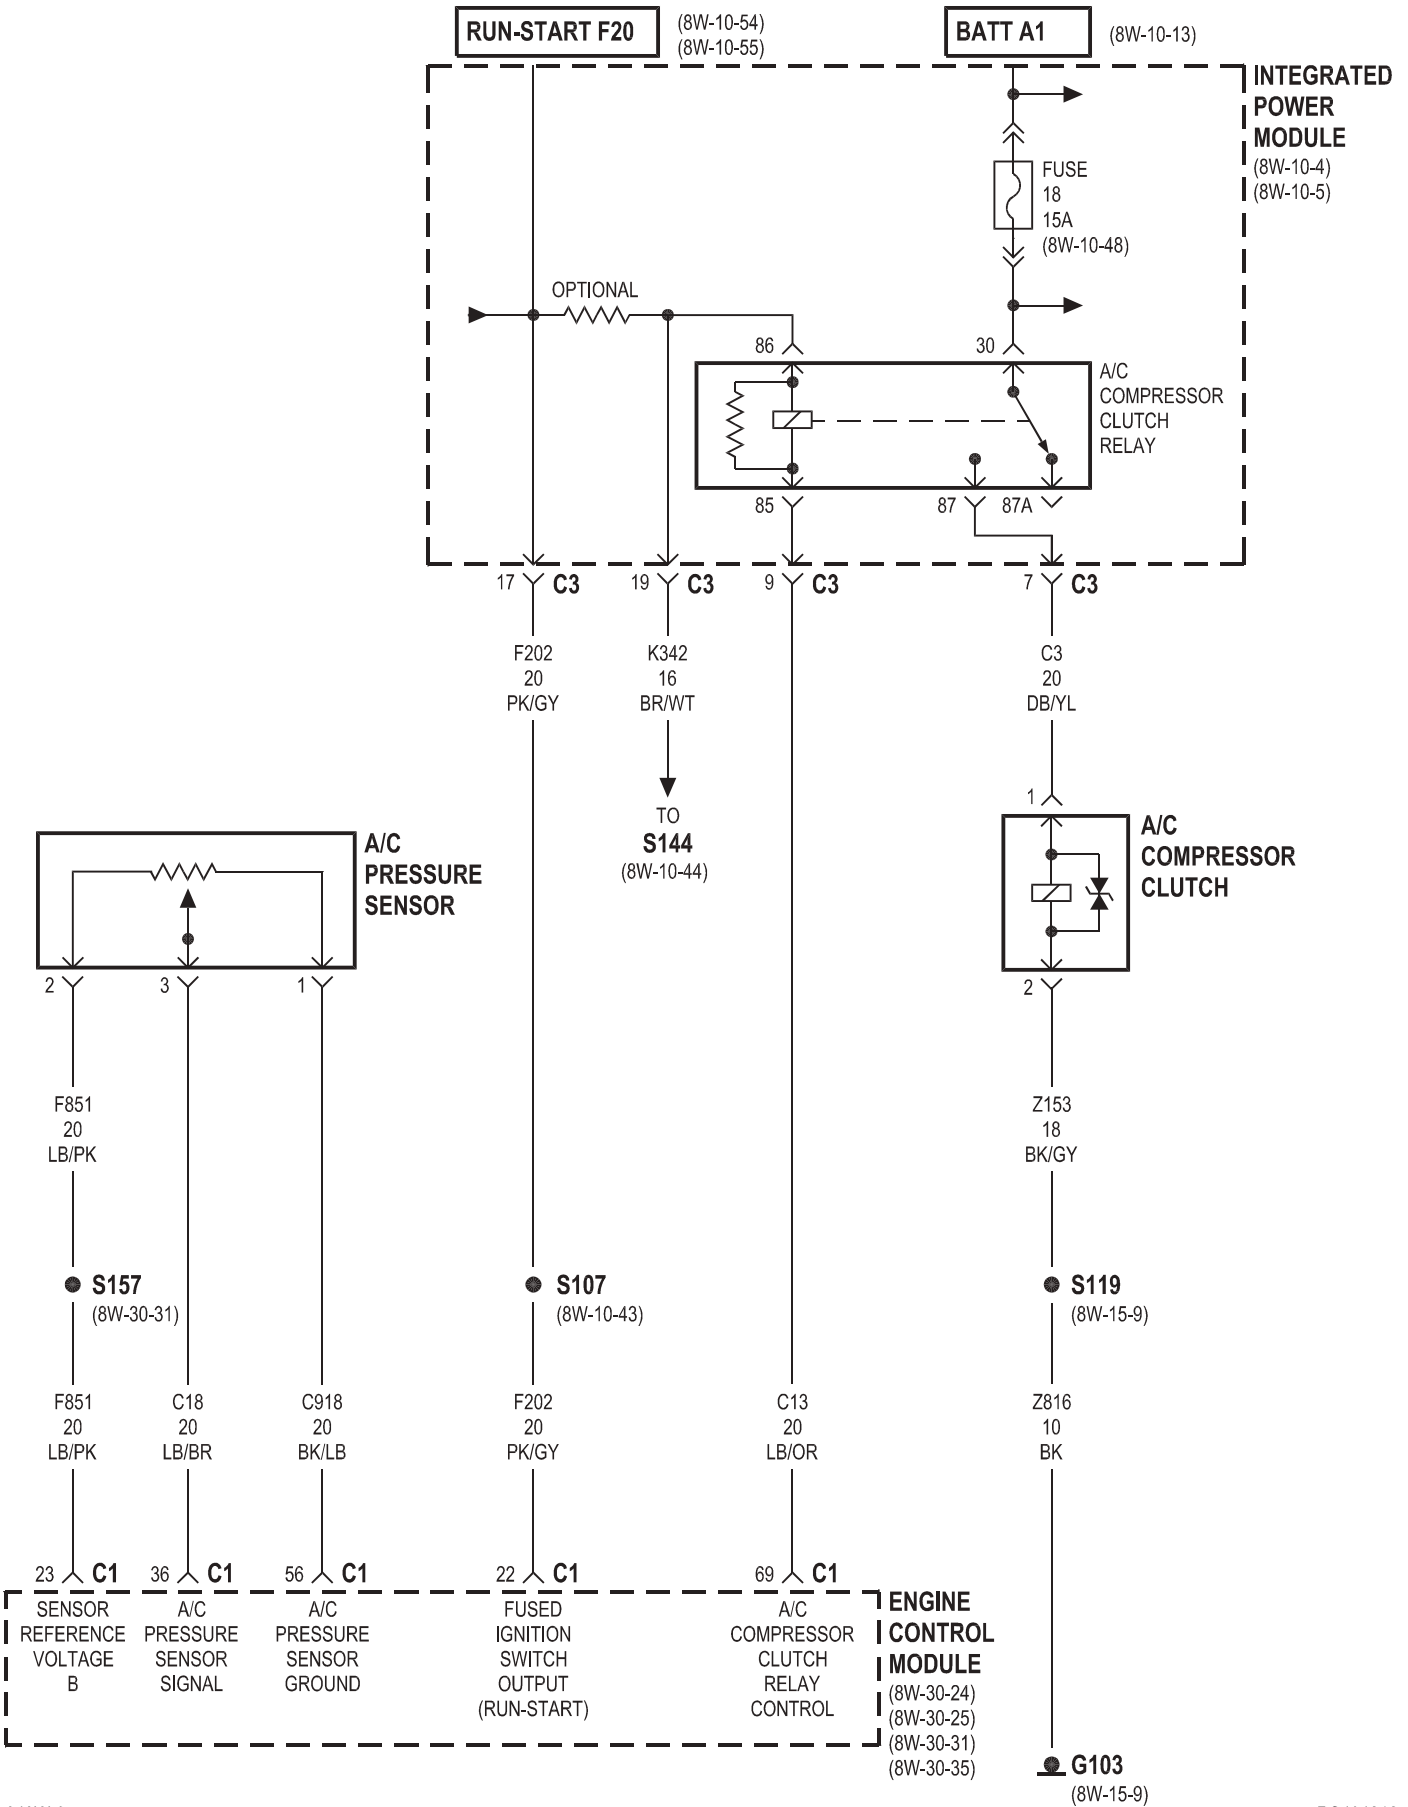 RUN-START F20
(8W-10-54)
(8W-10-55)
BATT A1
(8W-10-13)
INTEGRATED
POWER
MODULE
(8W-10-4)
(8W-10-5)
FUSE
18
15A
(8W-10-48)
OPTIONAL
86
30
A/C
COMPRESSOR
CLUTCH
RELAY
85
87
87A
17
C3
19
C3
9
C3
7
C3
F202
20
PK/GY
K342
16
BR/WT
C3
20
DB/YL
TO
S144
(8W-10-44)
1
A/C
COMPRESSOR
CLUTCH
A/C
PRESSURE
SENSOR
2
3
1
2
F851
20
LB/PK
Z153
18
BK/GY
S157
(8W-30-31)
S107
(8W-10-43)
S119
(8W-15-9)
F851
20
LB/PK
C18
20
LB/BR
C918
20
BK/LB
F202
20
PK/GY
C13
20
LB/OR
Z816
10
BK
23
C1
36
C1
56
C1
22
C1
69
C1
SENSOR
REFERENCE
VOLTAGE
B
A/C
PRESSURE
SENSOR
SIGNAL
A/C
PRESSURE
SENSOR
GROUND
FUSED
IGNITION
SWITCH
OUTPUT
(RUN-START)
A/C
COMPRESSOR
CLUTCH
RELAY
CONTROL
ENGINE
CONTROL
MODULE
(8W-30-24)
(8W-30-25)
(8W-30-31)
(8W-30-35)
G103
(8W-15-9)